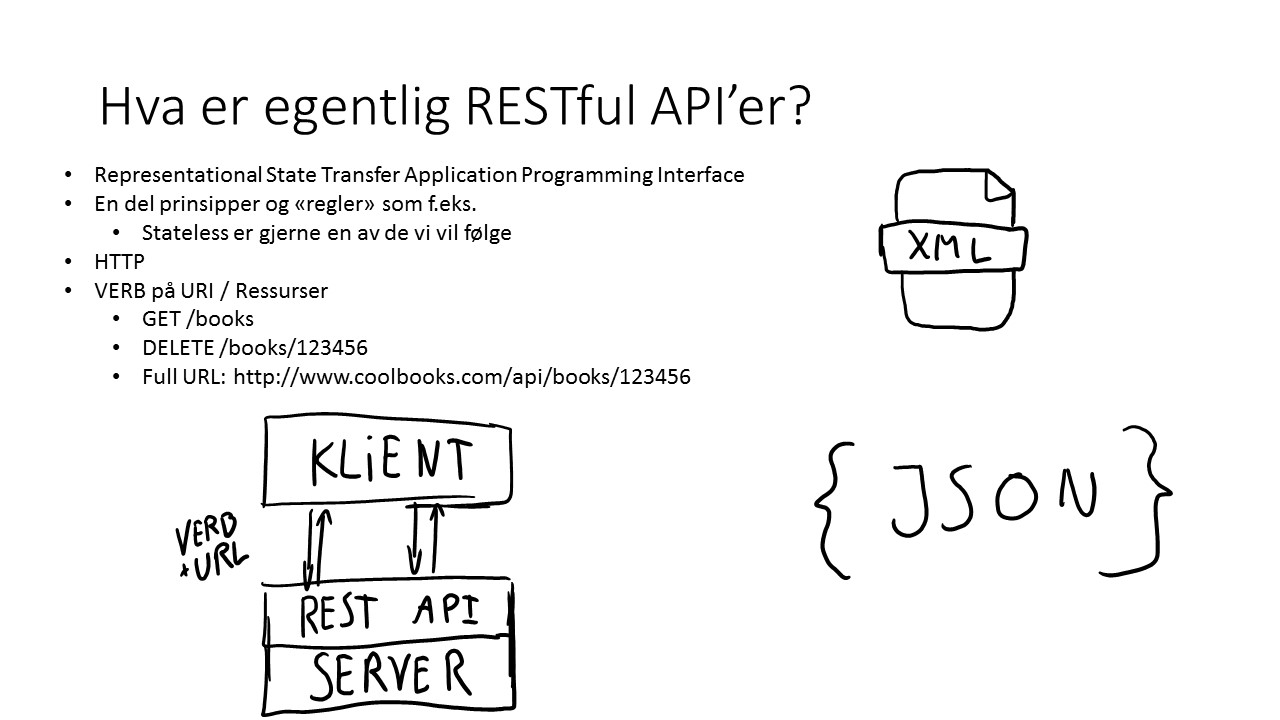 Hva er egentlig RESTful API’er?
• Representational State Transfer Application Programming Interface
• En del prinsipper og «regler» som f.eks.
• Stateless er gjerne en av de vi vil følge
• HTTP
• VERB på URI / Ressurser
• GET /books
• DELETE /books/123456
• Full URL: http://www.coolbooks.com/api/books/123456
XML
KLiENT
VERB
+URL
REST API
SERVER
{ JSON }